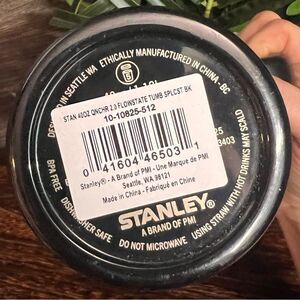 STAN 40OZ QNCHR 2.0 FLOWSTATE TUMB SPLCST BK
10-10825-512
0 41604 46503 1
Stanley® - A Brand of PMI - Une Marque de PMI
Seattle, WA 98121
Made in China - Fabriqué en Chine
STANLEY
A BRAND OF PMI
ETHICALLY MANUFACTURED IN CHINA - BC
IN SEATTLE WA
BPA FREE
SAFE
DO NOT MICROWAVE
USING STRAW WITH HOT DRINKS MAY SCALD
3403